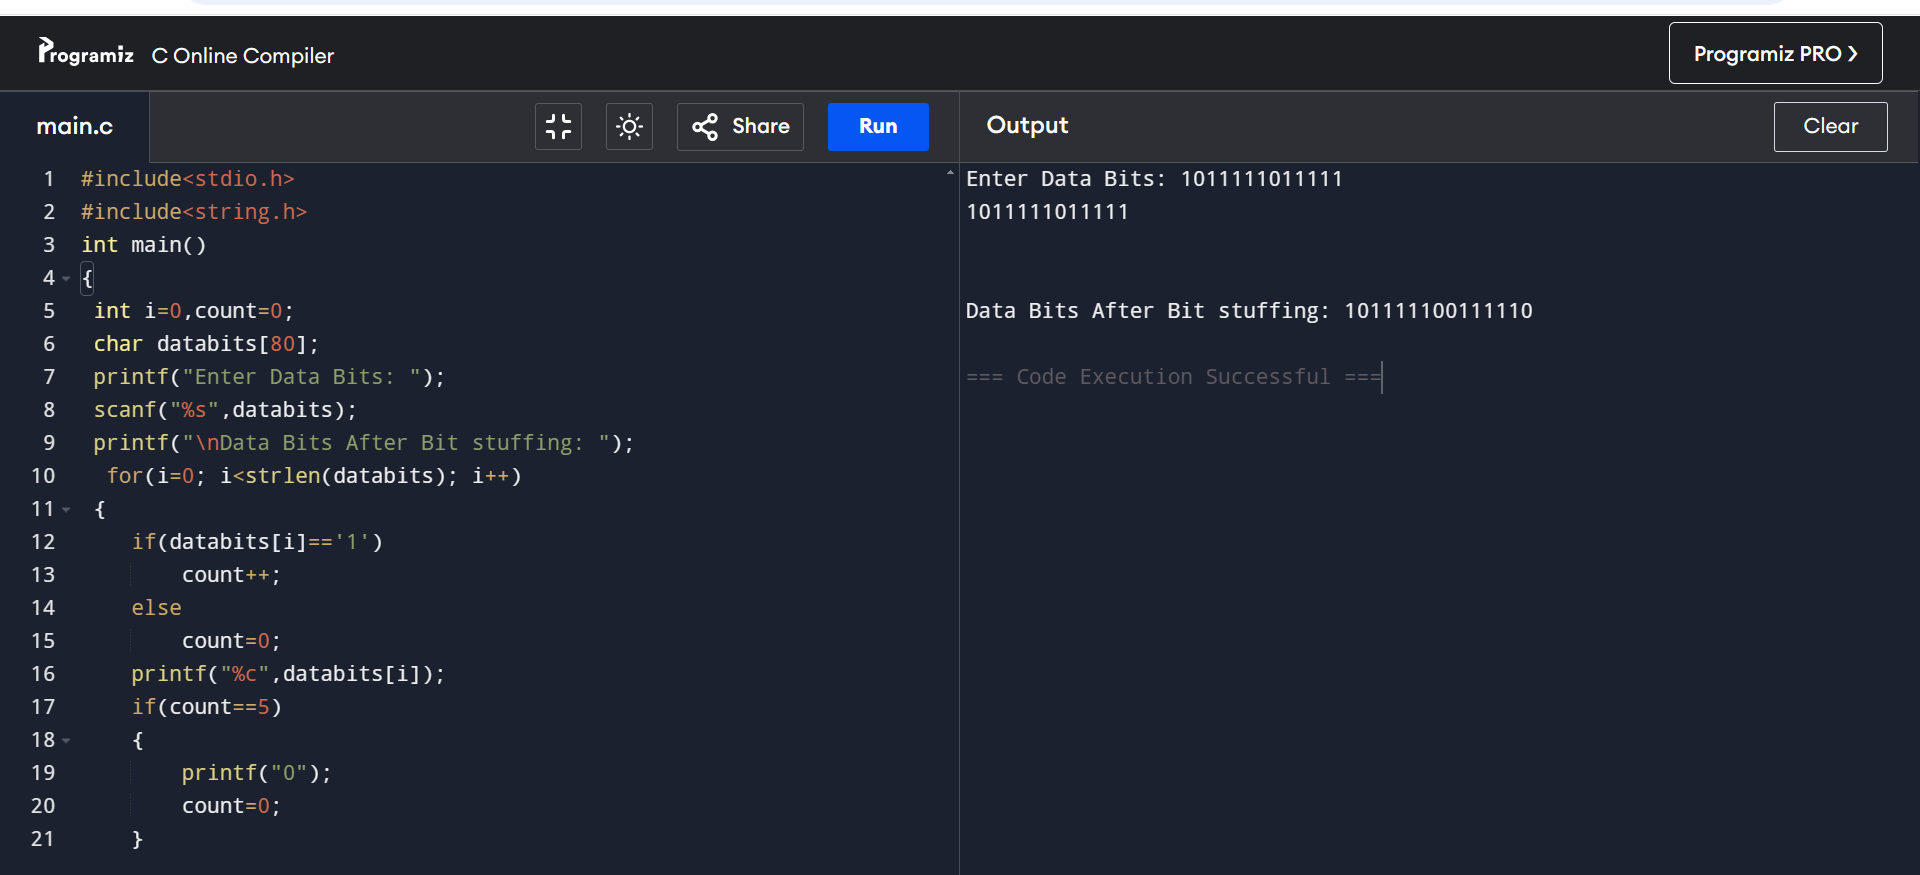 Programiz C Online Compiler
Programiz PRO ❯
main.c
Share
Run
Output
Clear
1 #include<stdio.h>
2 #include<string.h>
3 int main()
4 {
5 int i=0,count=0;
6 char databits[80];
7 printf("Enter Data Bits: ");
8 scanf("%s",databits);
9 printf("\nData Bits After Bit stuffing: ");
10 for(i=0; i<strlen(databits); i++)
11 {
12 if(databits[i]=='1')
13 count++;
14 else
15 count=0;
16 printf("%c",databits[i]);
17 if(count==5)
18 {
19 printf("0");
20 count=0;
21 }
Enter Data Bits: 1011111011111
1011111011111
Data Bits After Bit stuffing: 101111100111110
=== Code Execution Successful ===